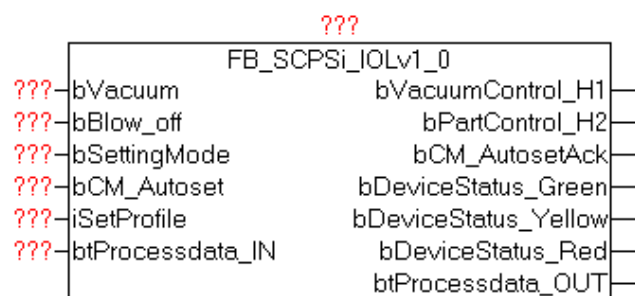 ???
FB_SCPSi_IOLv1_0
??? bVacuum bVacuumControl_H1
??? bBlow_off bPartControl_H2
??? bSettingMode bCM_AutosetAck
??? bCM_Autoset bDeviceStatus_Green
??? iSetProfile bDeviceStatus_Yellow
??? btProcessdata_IN bDeviceStatus_Red
btProcessdata_OUT